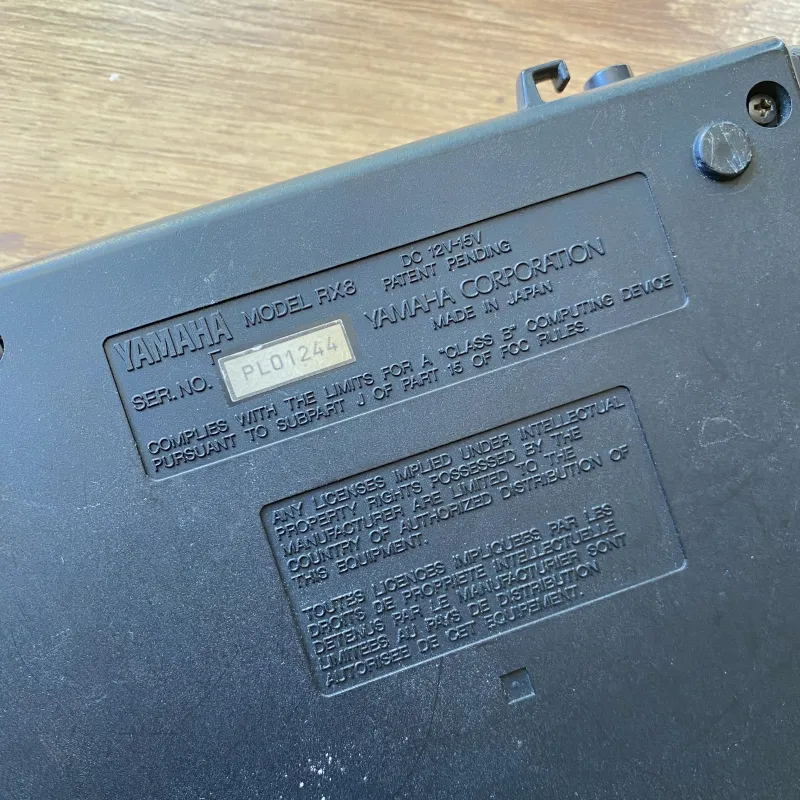 YAMAHA MODEL RX8 DC 12V-15V
PATENT PENDING
SER. NO. PL01244 YAMAHA CORPORATION
MADE IN JAPAN
COMPLIES WITH THE LIMITS FOR A "CLASS B" COMPUTING DEVICE
PURSUANT TO SUBPART J OF PART 15 OF FCC RULES.
ANY LICENSES IMPLIED UNDER INTELLECTUAL
PROPERTY RIGHTS POSSESSED BY THE
MANUFACTURER ARE LIMITED TO THE
COUNTRY OF AUTHORIZED DISTRIBUTION OF
THIS EQUIPMENT.
TOUTES LICENCES IMPLIQUEES PAR LES
DROITS DE PROPRIETE INTELLECTUELLE
DETENUS PAR LE MANUFACTURIER SONT
LIMITEES AU PAYS DE DISTRIBUTION
AUTORISEE DE CET EQUIPEMENT.